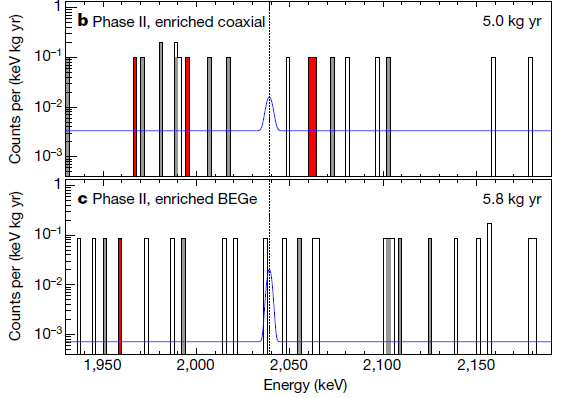 1
b Phase II, enriched coaxial
5.0 kg yr
10⁻¹
10⁻²
10⁻³
Counts per (keV kg yr)
1
c Phase II, enriched BEGe
5.8 kg yr
10⁻¹
10⁻²
10⁻³
Counts per (keV kg yr)
1,950 2,000 2,050 2,100 2,150
Energy (keV)